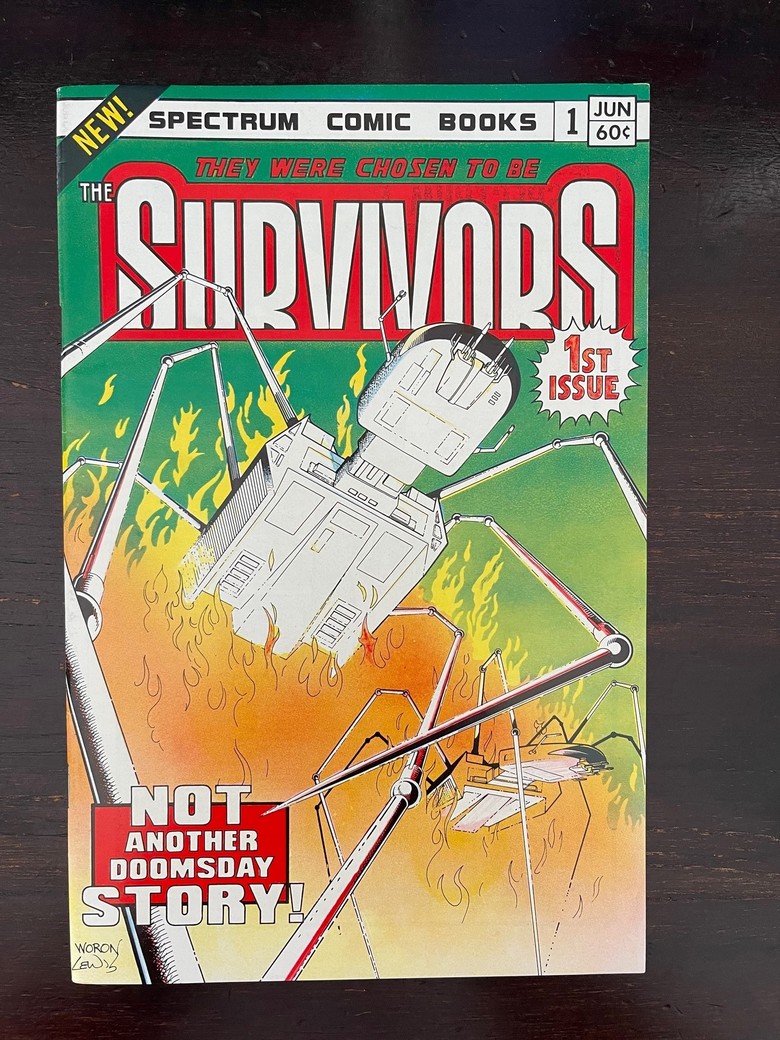 NEW!
SPECTRUM COMIC BOOKS
1
JUN
60¢
THEY WERE CHOSEN TO BE
THE
SURVIVORS
1ST
ISSUE
NOT
ANOTHER
DOOMSDAY
STORY!
WORON
LEWIS